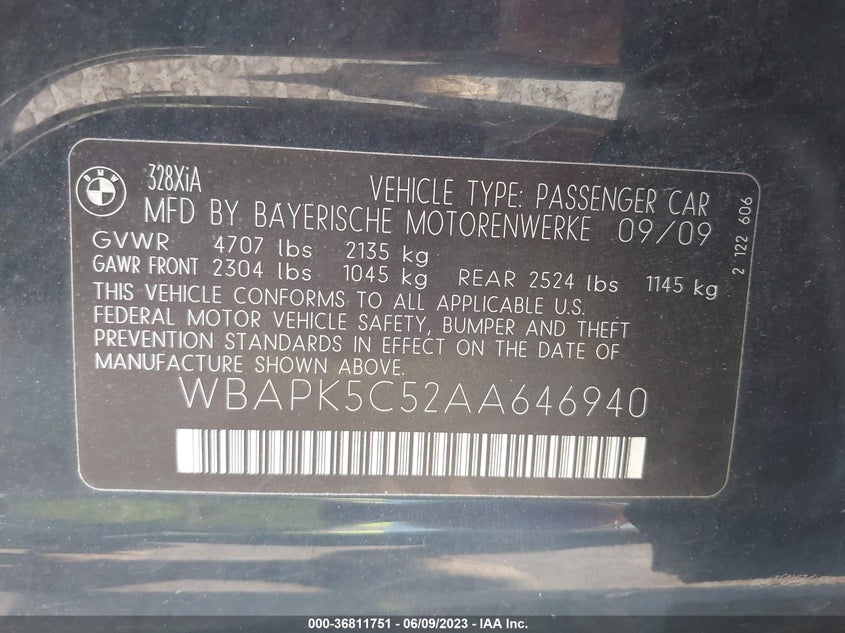 BMW
328XiA
VEHICLE TYPE: PASSENGER CAR
MFD BY BAYERISCHE MOTORENWERKE 09/09
GVWR 4707 lbs 2135 kg
GAWR FRONT 2304 lbs 1045 kg REAR 2524 lbs 1145 kg
THIS VEHICLE CONFORMS TO ALL APPLICABLE U.S.
FEDERAL MOTOR VEHICLE SAFETY, BUMPER AND THEFT
PREVENTION STANDARDS IN EFFECT ON THE DATE OF
MANUFACTURE SHOWN ABOVE.
WBAPK5C52AA646940
2 122 606
000-36811751 - 06/09/2023 - IAA Inc.